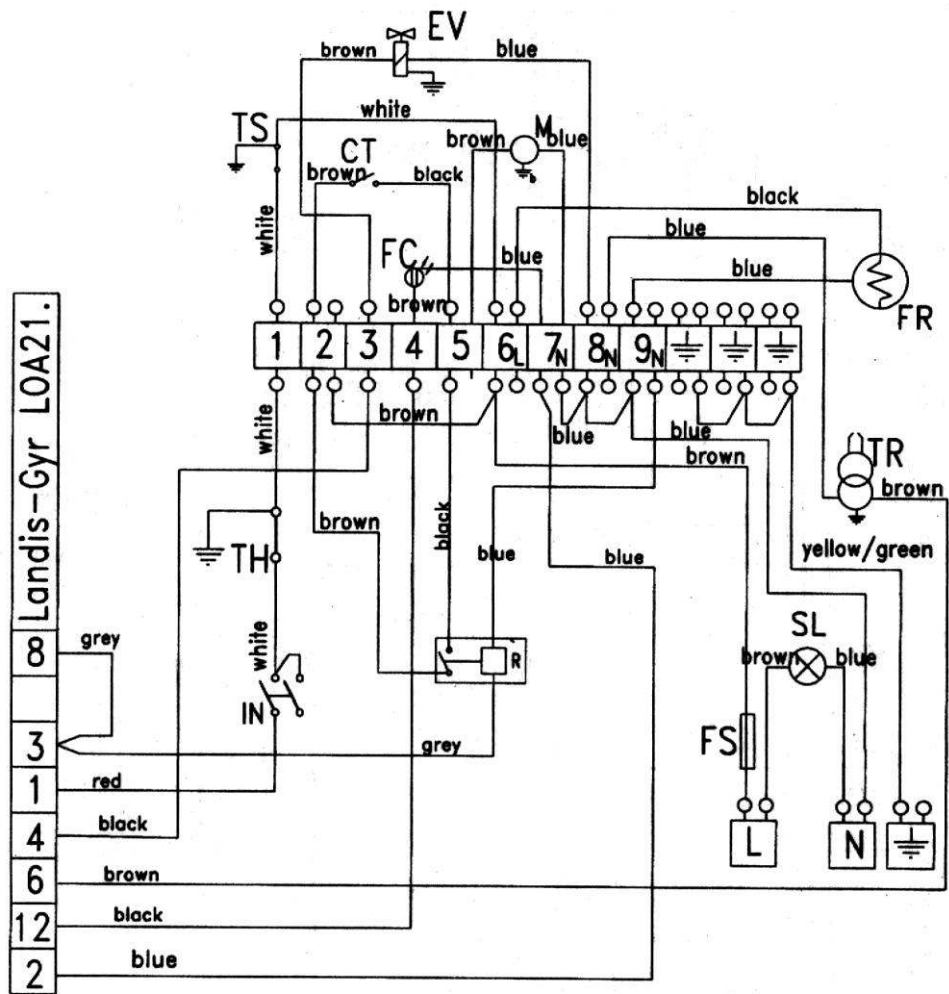 EV
brown
blue
white
TS
CT
brown
M
blue
brown
black
white
black
blue
FC
blue
blue
brown
FR
1 2 3 4 5 6L 7N 8N 9N
Landis-Gyr LOA21.
white
brown
blue
blue
brown
TR
brown
brown
black
blue
blue
yellow/green
TH
white
SL
brown
blue
R
IN
8
grey
3
grey
FS
1
red
4
black
L
N
6
brown
12
black
2
blue